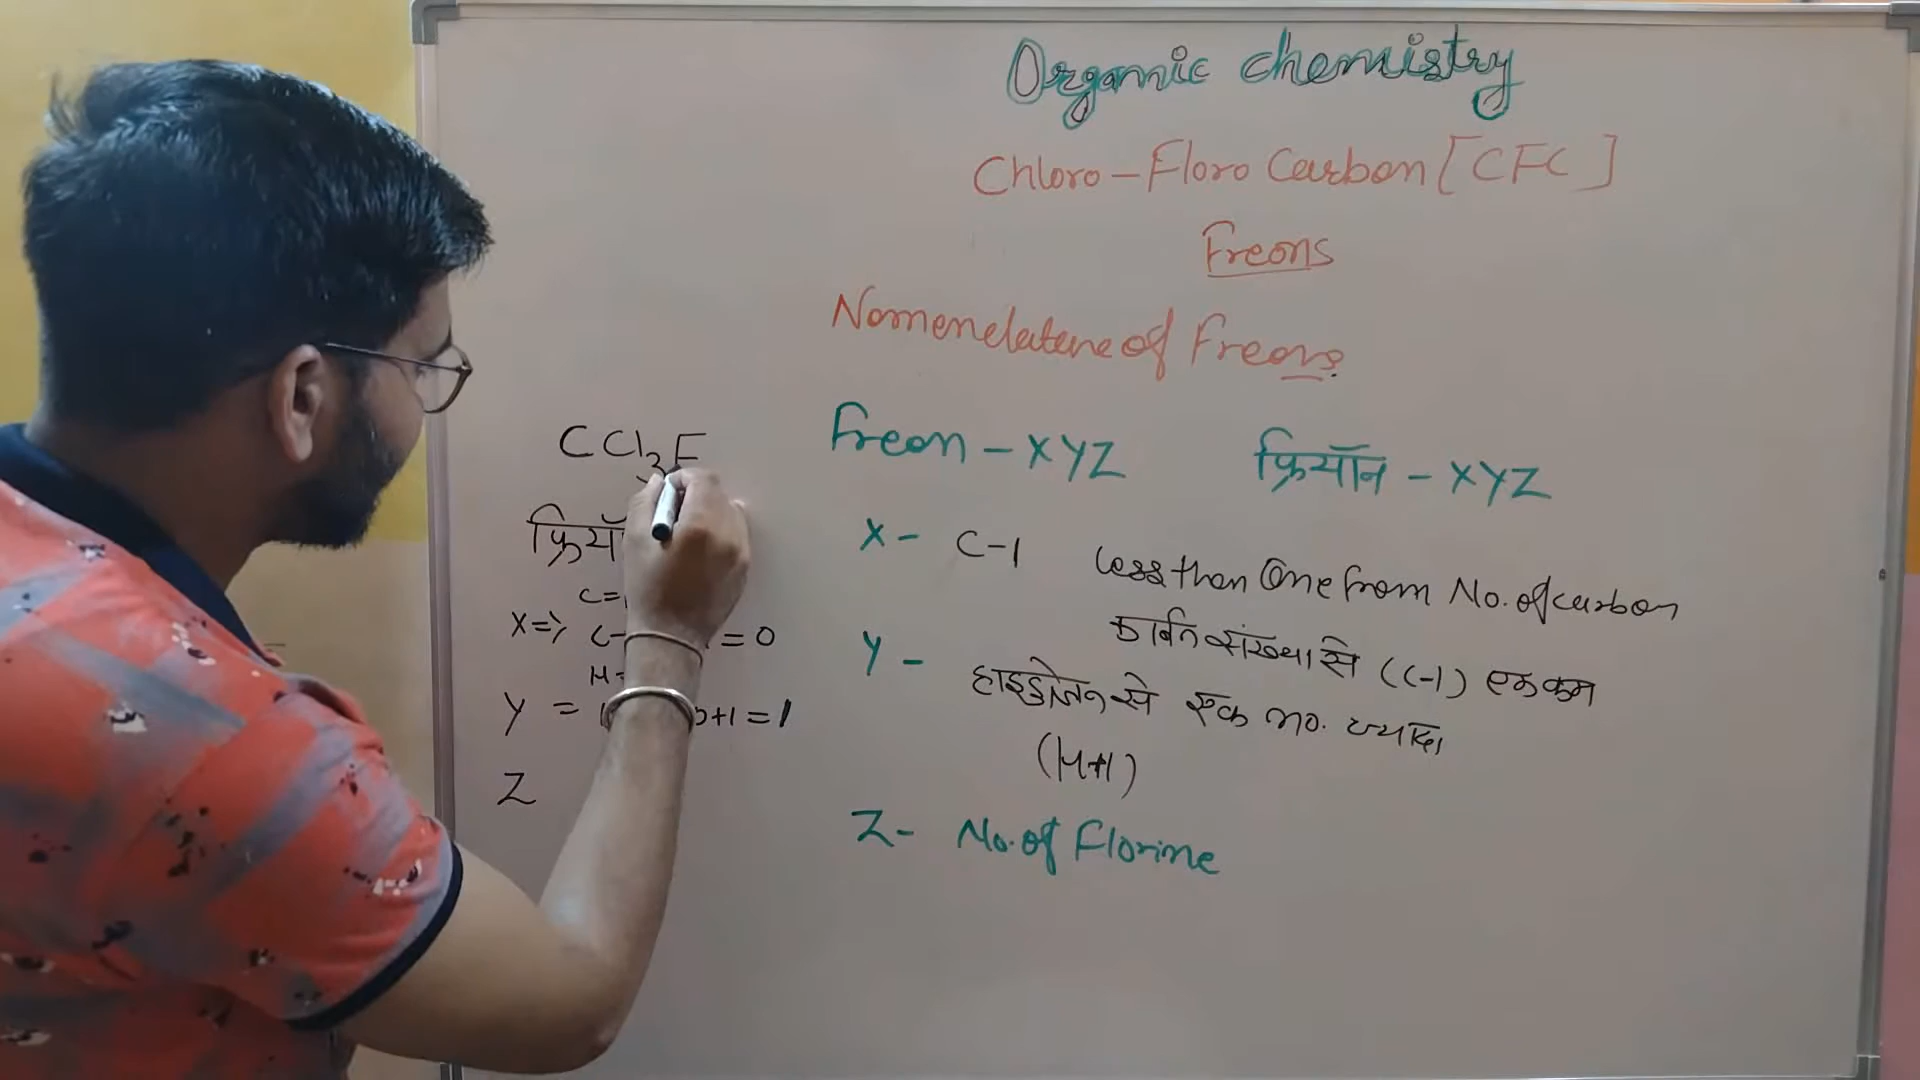 Organic chemistry
Chloro-Floro Carbon [CFC]
Freons
Nomenclature of Freons
Freon - XYZ फ्रियॉन - XYZ
X - C-1 Less than One from No. of carbon
कार्बन संख्या से (C-1) एक कम
Y - हाइड्रोजन से एक no. ज्यादा
(H+1)
Z - No. of Florine
CCl3F
फ्रियॉ
C=
X=> C- = 0
H=
Y = +1 = 1
Z